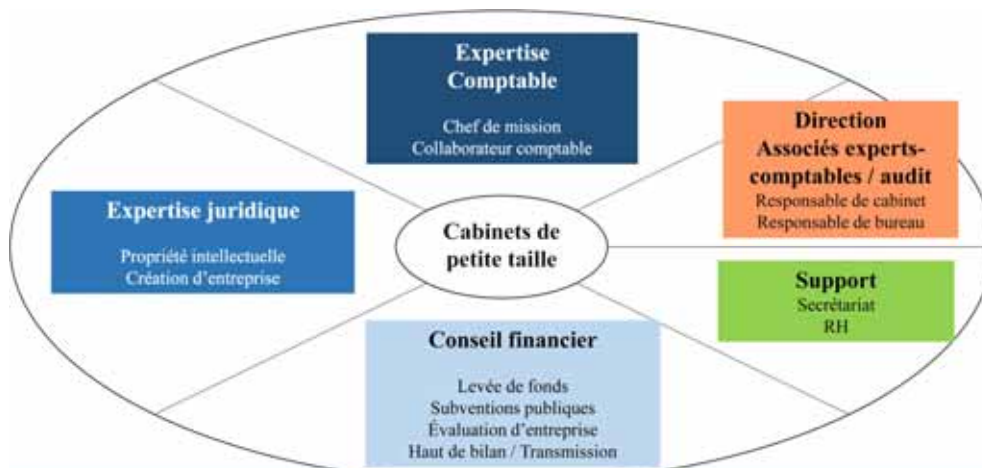 Expertise
Comptable
Chef de mission
Collaborateur comptable
Direction
Associés experts-
comptables / audit
Responsable de cabinet
Responsable de bureau
Expertise juridique
Propriété intellectuelle
Création d'entreprise
Cabinets de
petite taille
Support
Secrétariat
RH
Conseil financier
Levée de fonds
Subventions publiques
Évaluation d'entreprise
Haut de bilan / Transmission